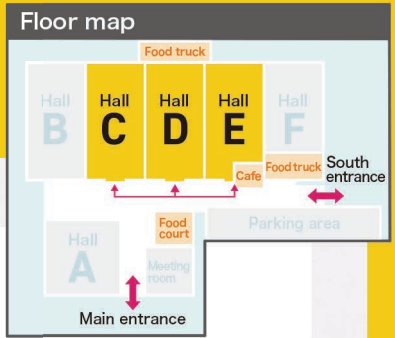 Floor map
Food truck
Hall
B
Hall
C
Hall
D
Hall
E
Hall
F
Cafe
Food truck
South
entrance
Food
court
Parking area
Hall
A
Meeting
room
Main entrance